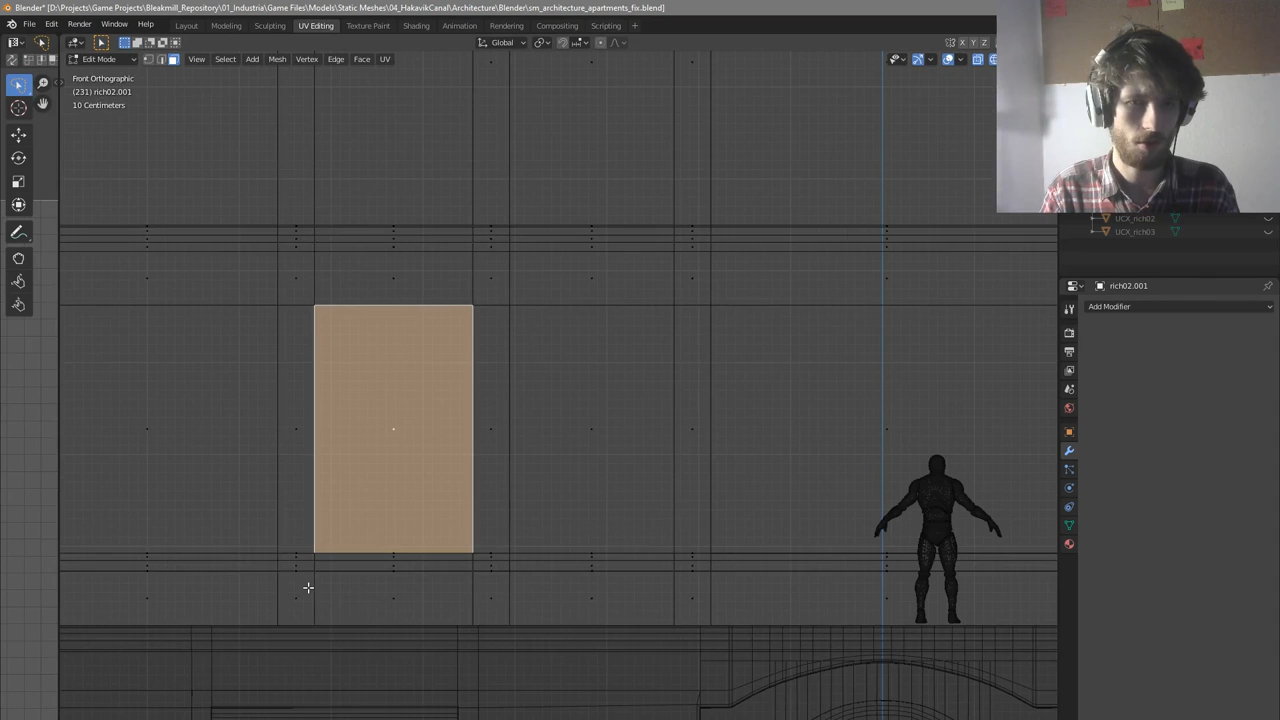 Blender* [D:\Projects\Game Projects\Bleakmill_Repository\01_Industria\Game Files\Models\Static Meshes\04_HakavikCanal\Architecture\Blender\sm_architecture_apartments_fix.blend]
File Edit Render Window Help Layout Modeling Sculpting UV Editing Texture Paint Shading Animation Rendering Compositing Scripting +
Global X Y Z
Edit Mode View Select Add Mesh Vertex Edge Face UV
Front Orthographic
(231) rich02.001
10 Centimeters
UCX_rich02
UCX_rich03
rich02.001
Add Modifier